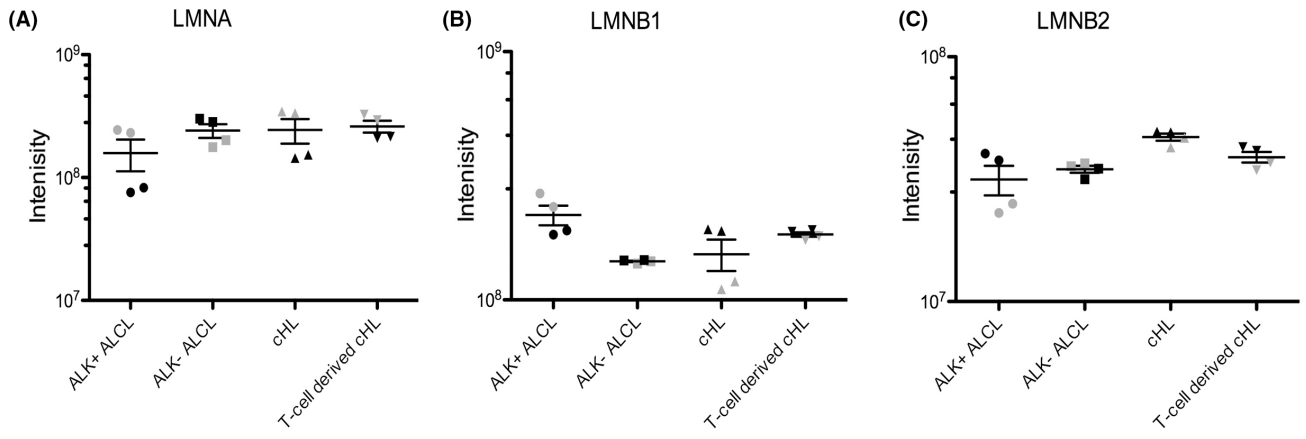 (A)
LMNA
Intenisity
10⁹
10⁸
10⁷
ALK+ ALCL
ALK- ALCL
cHL
T-cell derived cHL
(B)
LMNB1
Intenisity
10⁹
10⁸
ALK+ ALCL
ALK- ALCL
cHL
T-cell derived cHL
(C)
LMNB2
Intenisity
10⁸
10⁷
ALK+ ALCL
ALK- ALCL
cHL
T-cell derived cHL